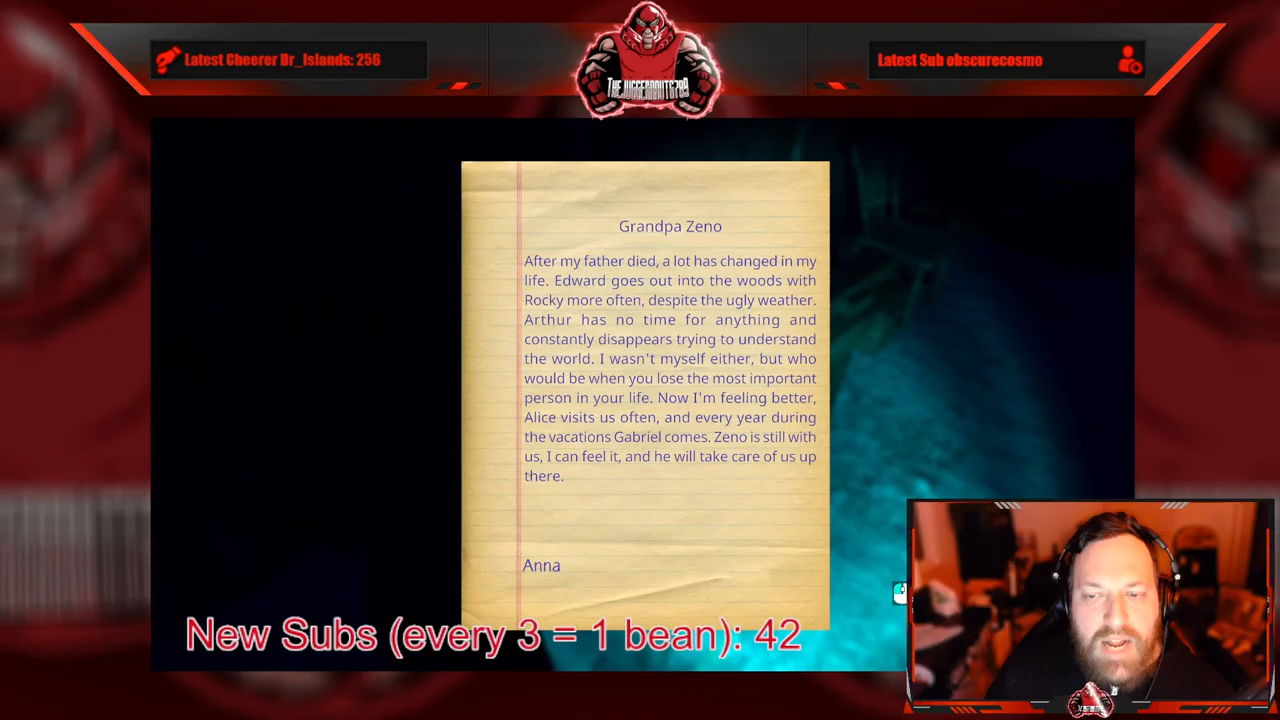 Latest Cheerer Dr_Islands: 256
Latest Sub obscurecosmo
TheJuggernaut6789
Grandpa Zeno
After my father died, a lot has changed in my
life. Edward goes out into the woods with
Rocky more often, despite the ugly weather.
Arthur has no time for anything and
constantly disappears trying to understand
the world. I wasn't myself either, but who
would be when you lose the most important
person in your life. Now I'm feeling better,
Alice visits us often, and every year during
the vacations Gabriel comes. Zeno is still with
us, I can feel it, and he will take care of us up
there.
Anna
New Subs (every 3 = 1 bean): 42